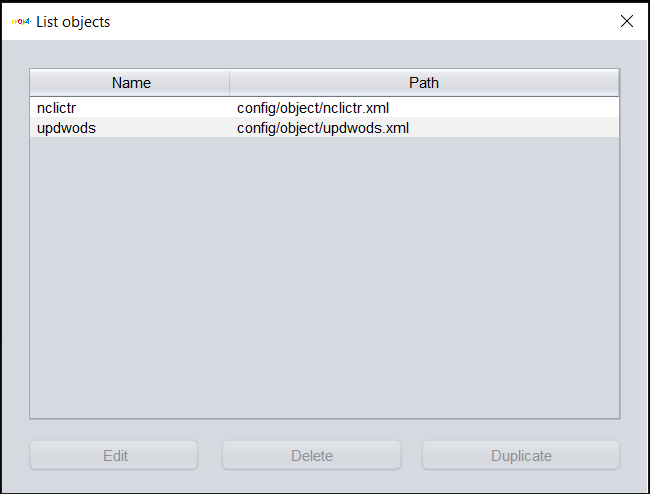 List objects
Name Path
nclictr config/object/nclictr.xml
updwods config/object/updwods.xml
Edit Delete Duplicate